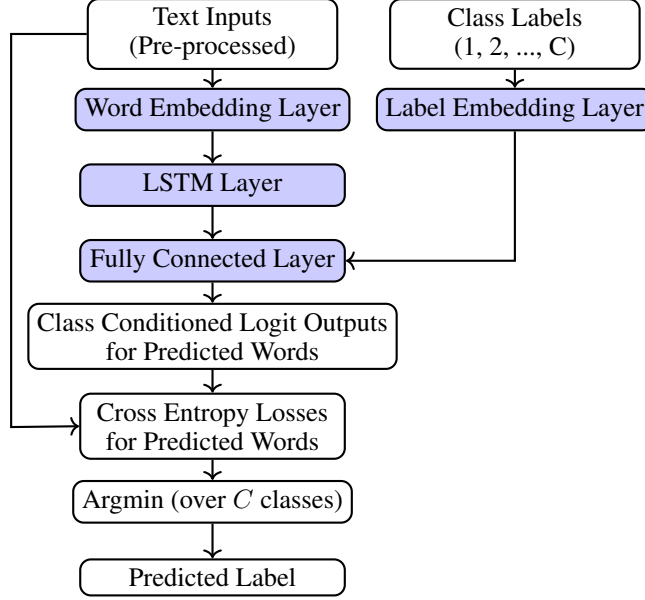 Text Inputs
(Pre-processed)
Class Labels
(1, 2, ..., C)
Word Embedding Layer
Label Embedding Layer
LSTM Layer
Fully Connected Layer
Class Conditioned Logit Outputs
for Predicted Words
Cross Entropy Losses
for Predicted Words
Argmin (over C classes)
Predicted Label